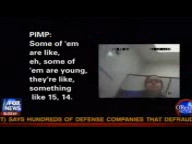 PIMP:
Some of 'em
are like,
eh, some of
'em are young,
they're like,
something
like 15, 14.
FOX
NEWS
T) SAYS HUNDREDS OF DEFENSE COMPANIES THAT DEFRAUD